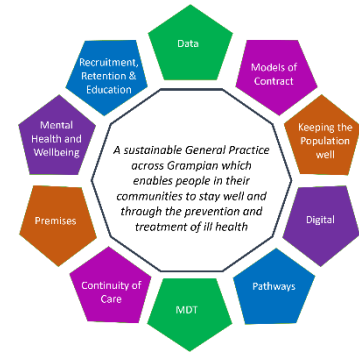 Data
Models of
Contract
Keeping the
Population
well
Digital
Pathways
MDT
Continuity of
Care
Premises
Mental
Health and
Wellbeing
Recruitment,
Retention &
Education
A sustainable General Practice
across Grampian which
enables people in their
communities to stay well and
through the prevention and
treatment of ill health